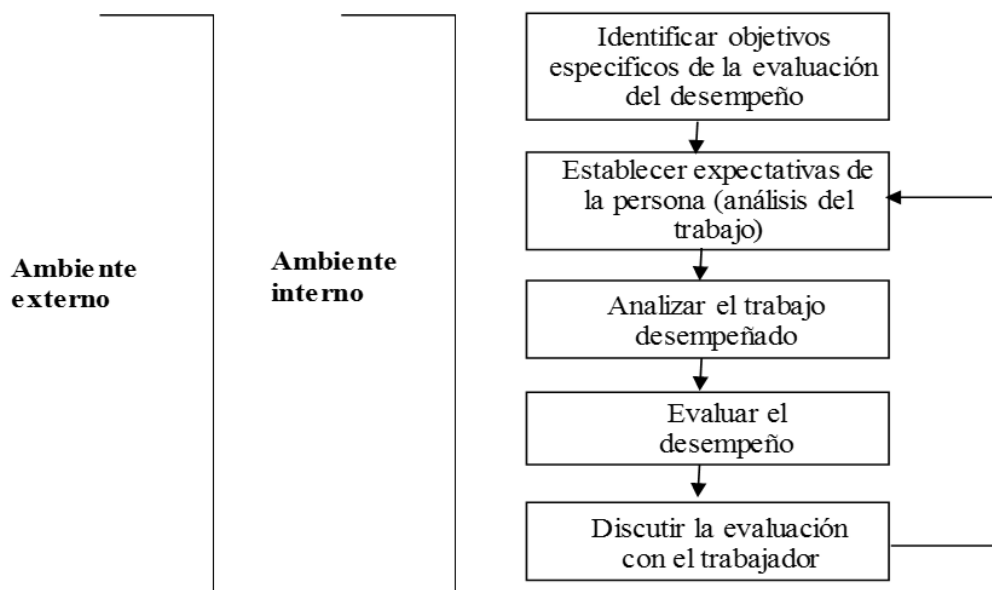 Identificar objetivos
especificos de la evaluación
del desempeño
Establecer expectativas de
la persona (análisis del
trabajo)
Ambiente
externo
Ambiente
interno
Analizar el trabajo
desempeñado
Evaluar el
desempeño
Discutir la evaluación
con el trabajador